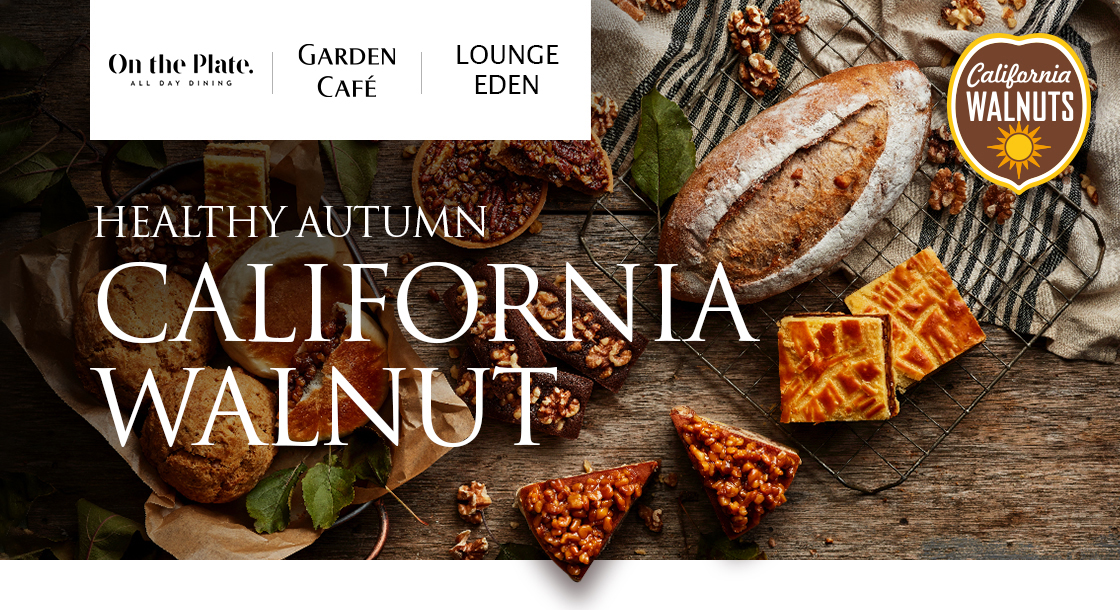 On the Plate.
ALL DAY DINING
GARDEN
CAFÉ
LOUNGE
EDEN
California
WALNUTS
HEALTHY AUTUMN
CALIFORNIA
WALNUT